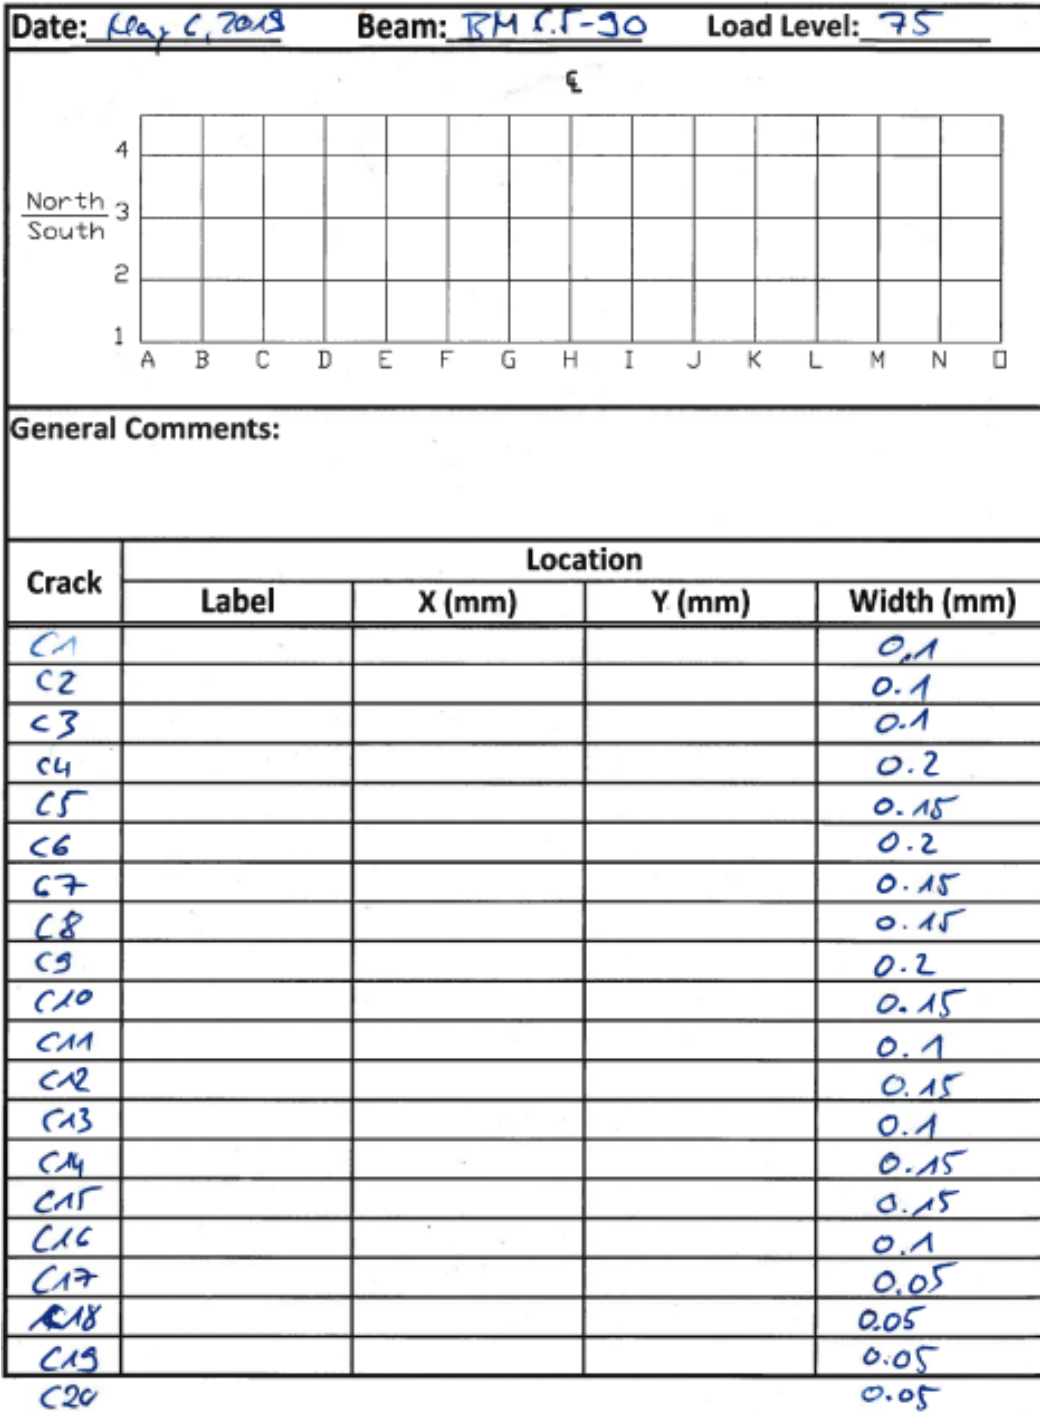 Date: May 6, 2019 Beam: BM 5.5-90 Load Level: 75
℄
4
North 3
South
2
1
A B C D E F G H I J K L M N O
General Comments:
Crack Location
Label X (mm) Y (mm) Width (mm)
C1 0.1
C2 0.1
C3 0.1
C4 0.2
C5 0.15
C6 0.2
C7 0.15
C8 0.15
C9 0.2
C10 0.15
C11 0.1
C12 0.15
C13 0.1
C14 0.15
C15 0.15
C16 0.1
C17 0.05
C18 0.05
C19 0.05
C20 0.05